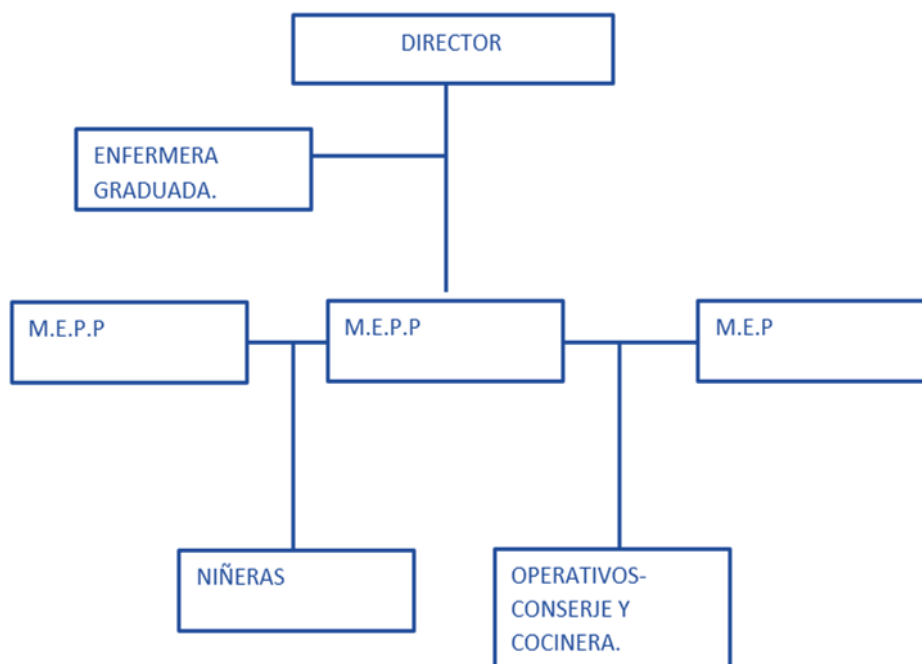 DIRECTOR
ENFERMERA
GRADUADA.
M.E.P.P
M.E.P.P
M.E.P
NIÑERAS
OPERATIVOS-
CONSERJE Y
COCINERA.